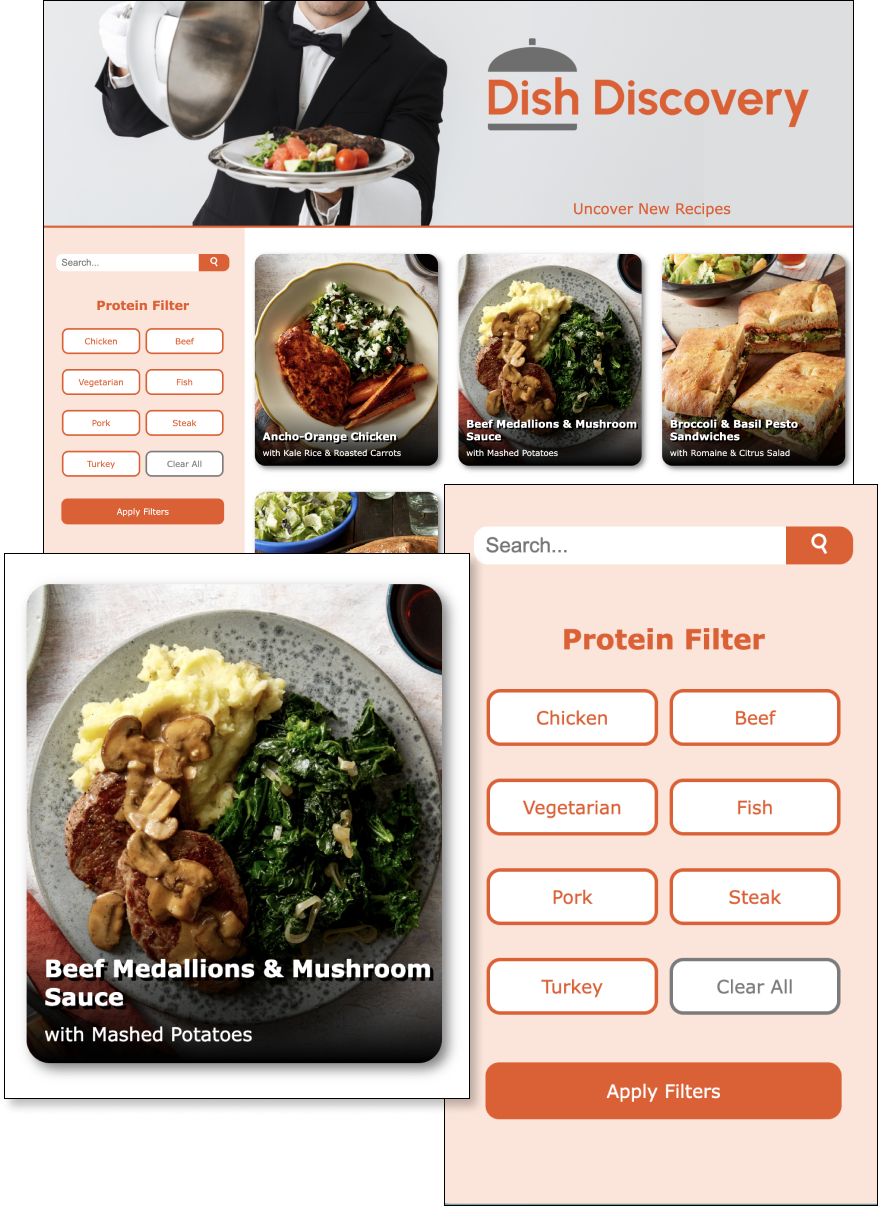 Dish Discovery
Uncover New Recipes
Search...
Protein Filter
Chicken
Beef
Vegetarian
Fish
Pork
Steak
Turkey
Clear All
Apply Filters
Ancho-Orange Chicken
with Kale Rice & Roasted Carrots
Beef Medallions & Mushroom
Sauce
with Mashed Potatoes
Broccoli & Basil Pesto
Sandwiches
with Romaine & Citrus Salad
Beef Medallions & Mushroom
Sauce
with Mashed Potatoes
Search...
Protein Filter
Chicken
Beef
Vegetarian
Fish
Pork
Steak
Turkey
Clear All
Apply Filters